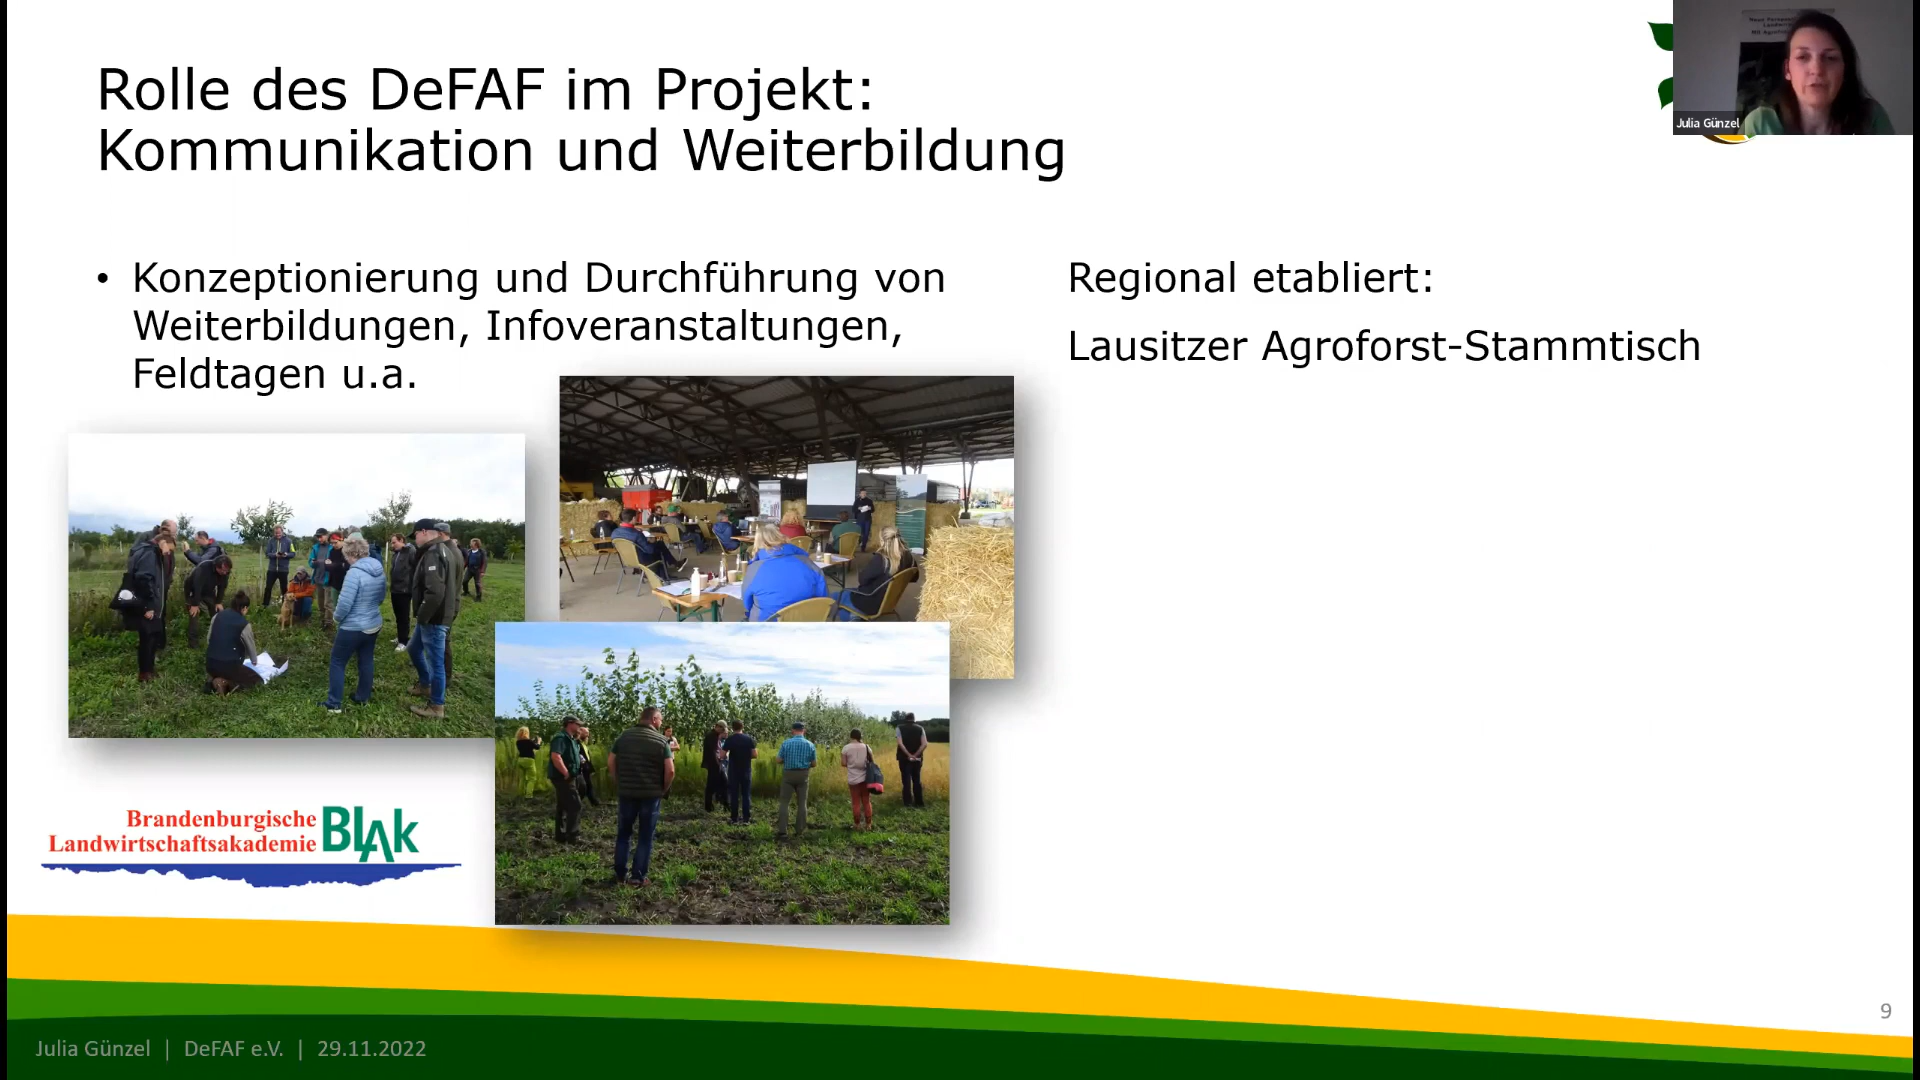 Rolle des DeFAF im Projekt:
Kommunikation und Weiterbildung
• Konzeptionierung und Durchführung von
Weiterbildungen, Infoveranstaltungen,
Feldtagen u.a.
Regional etabliert:
Lausitzer Agroforst-Stammtisch
Brandenburgische
Landwirtschaftsakademie
BLAk
Julia Günzel
9
Julia Günzel | DeFAF e.V. | 29.11.2022